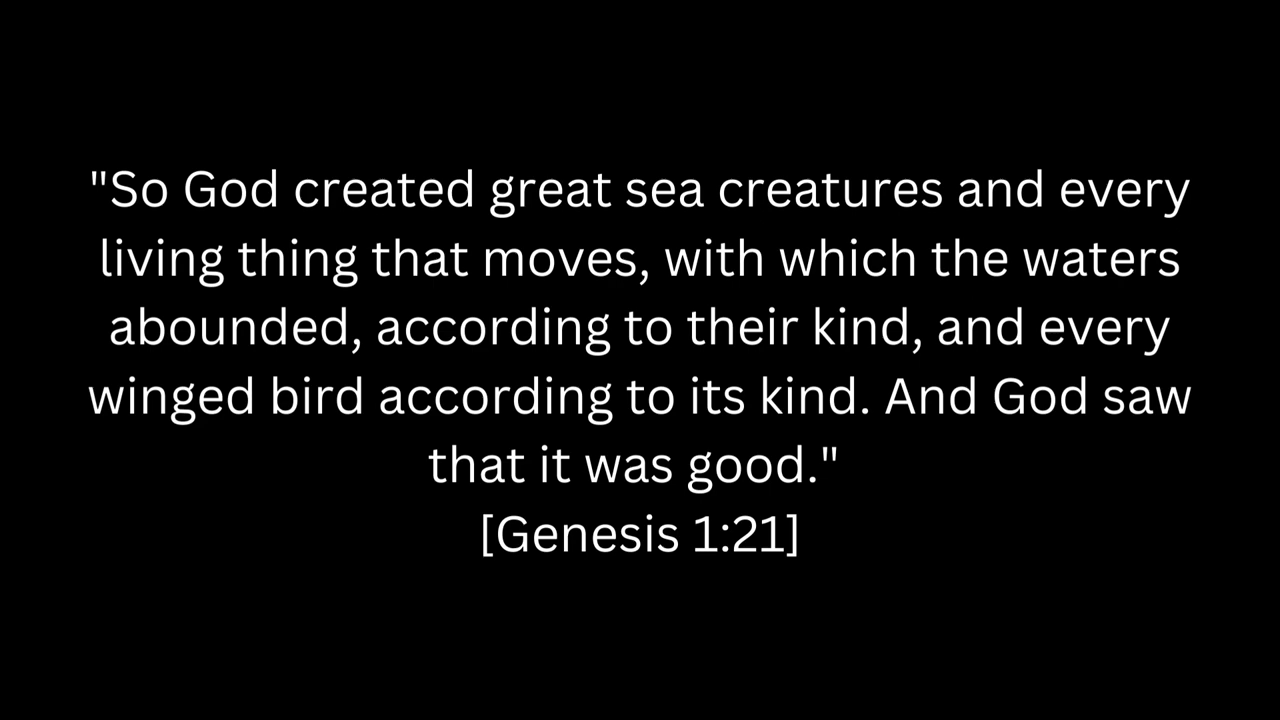 "So God created great sea creatures and every
living thing that moves, with which the waters
abounded, according to their kind, and every
winged bird according to its kind. And God saw
that it was good."
[Genesis 1:21]